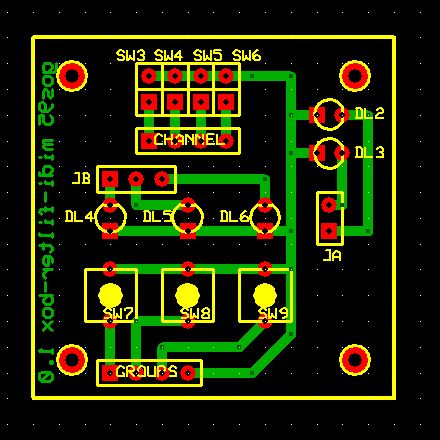 SW3 SW4 SW5 SW6
DL2
CHANNEL
DL3
JB
DL4 DL5 DL6
JA
SW7 SW8 SW9
GROUPS
midi-filter-box 1.0